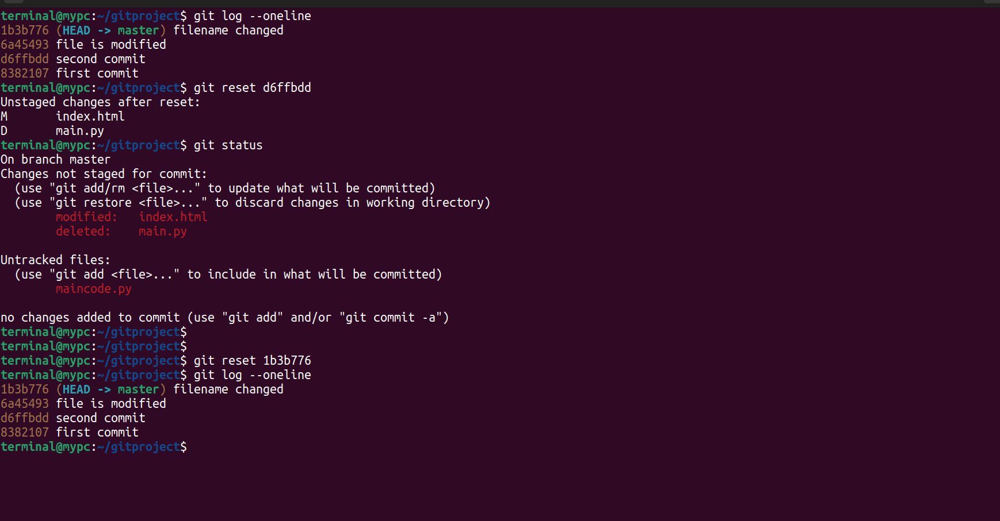 terminal@mypc:~/gitproject$ git log --oneline
1b3b776 (HEAD -> master) filename changed
6a45493 file is modified
d6ffbdd second commit
8382107 first commit
terminal@mypc:~/gitproject$ git reset d6ffbdd
Unstaged changes after reset:
M       index.html
D       main.py
terminal@mypc:~/gitproject$ git status
On branch master
Changes not staged for commit:
  (use "git add/rm <file>..." to update what will be committed)
  (use "git restore <file>..." to discard changes in working directory)
        modified:   index.html
        deleted:    main.py

Untracked files:
  (use "git add <file>..." to include in what will be committed)
        maincode.py

no changes added to commit (use "git add" and/or "git commit -a")
terminal@mypc:~/gitproject$
terminal@mypc:~/gitproject$
terminal@mypc:~/gitproject$ git reset 1b3b776
terminal@mypc:~/gitproject$ git log --oneline
1b3b776 (HEAD -> master) filename changed
6a45493 file is modified
d6ffbdd second commit
8382107 first commit
terminal@mypc:~/gitproject$